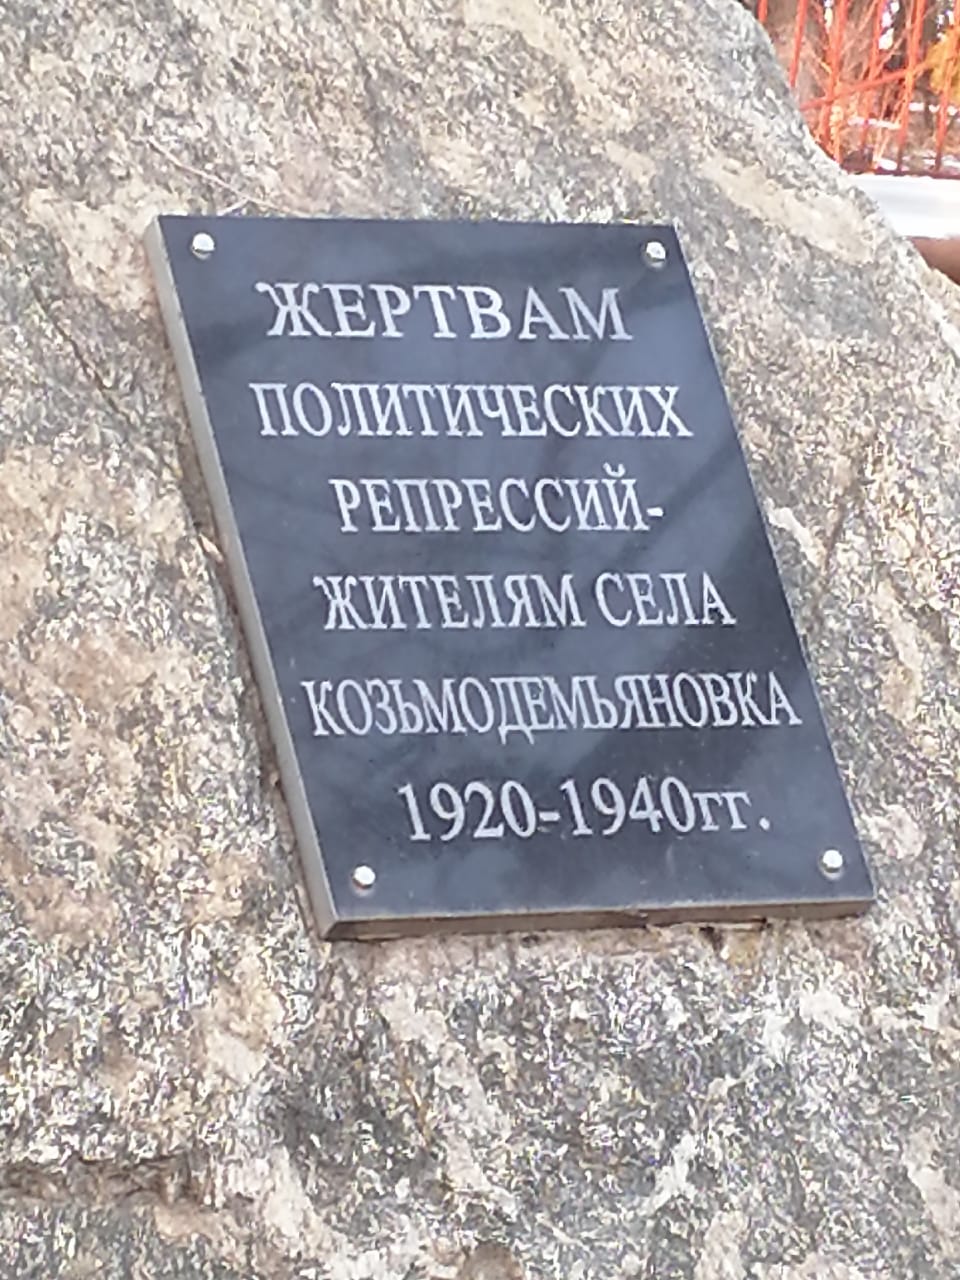 ЖЕРТВАМ
ПОЛИТИЧЕСКИХ
РЕПРЕССИЙ-
ЖИТЕЛЯМ СЕЛА
КОЗЬМОДЕМЬЯНОВКА
1920-1940гг.